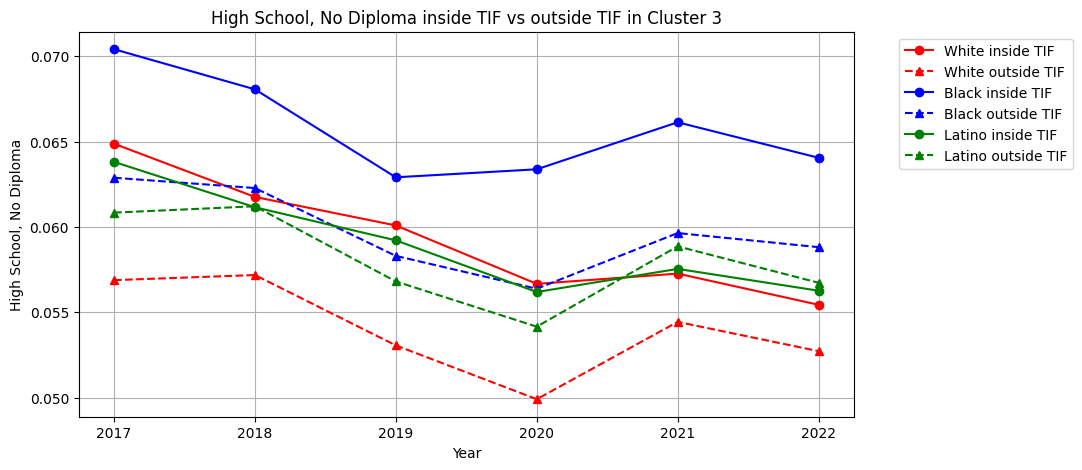 High School, No Diploma inside TIF vs outside TIF in Cluster 3
High School, No Diploma
0.070
0.065
0.060
0.055
0.050
2017 2018 2019 2020 2021 2022
Year
White inside TIF
White outside TIF
Black inside TIF
Black outside TIF
Latino inside TIF
Latino outside TIF